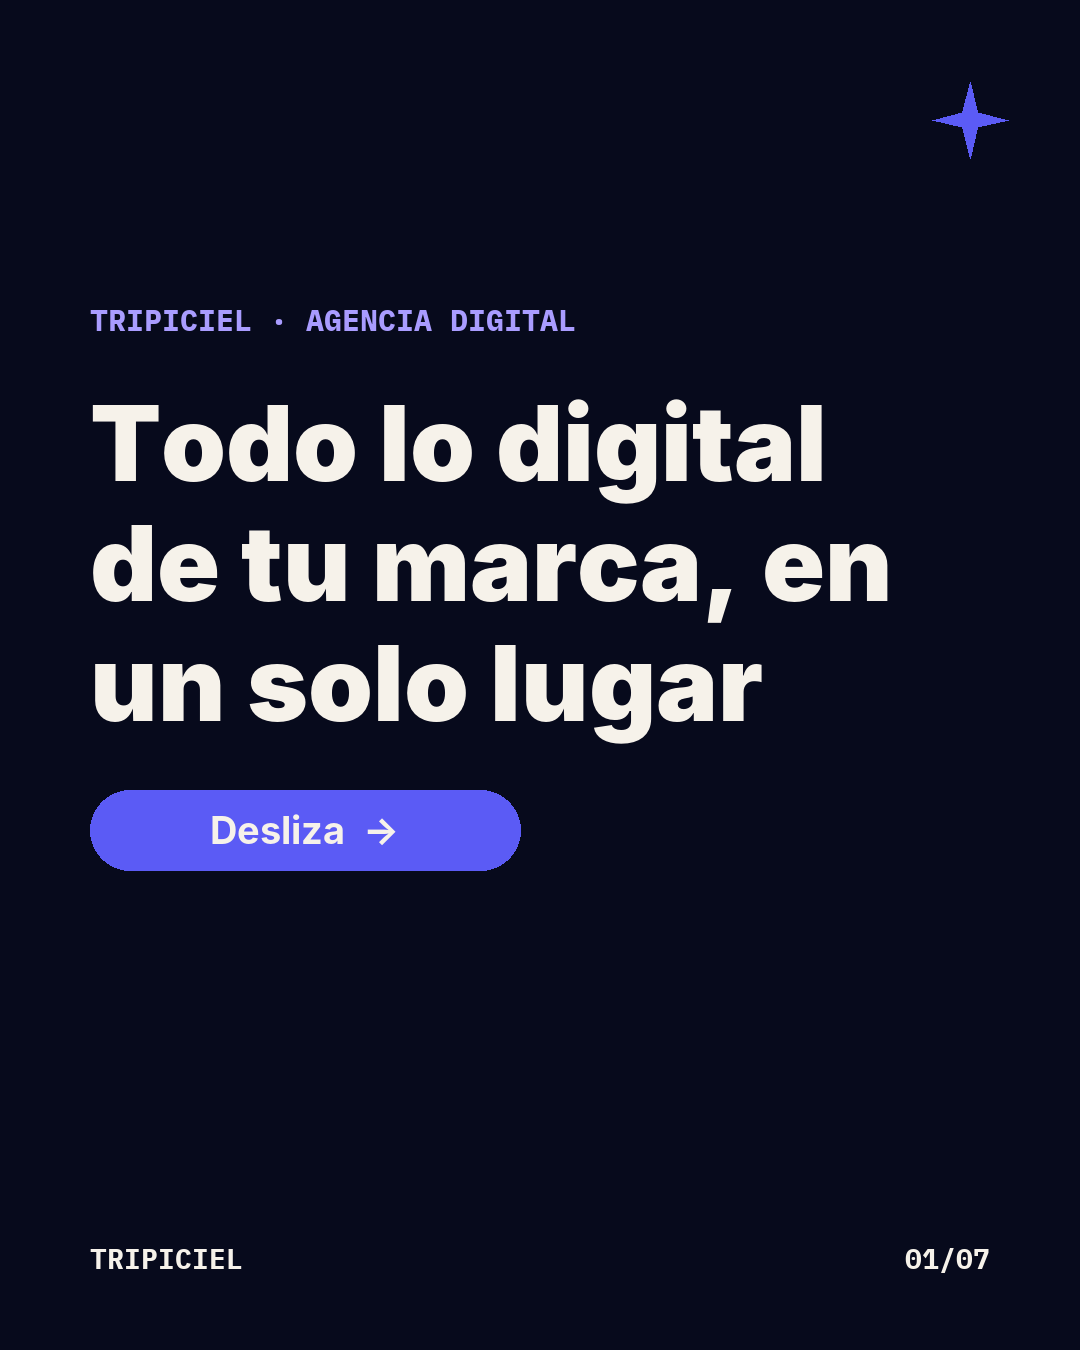 TRIPICIEL · AGENCIA DIGITAL
Todo lo digital
de tu marca, en
un solo lugar
Desliza →
TRIPICIEL
01/07